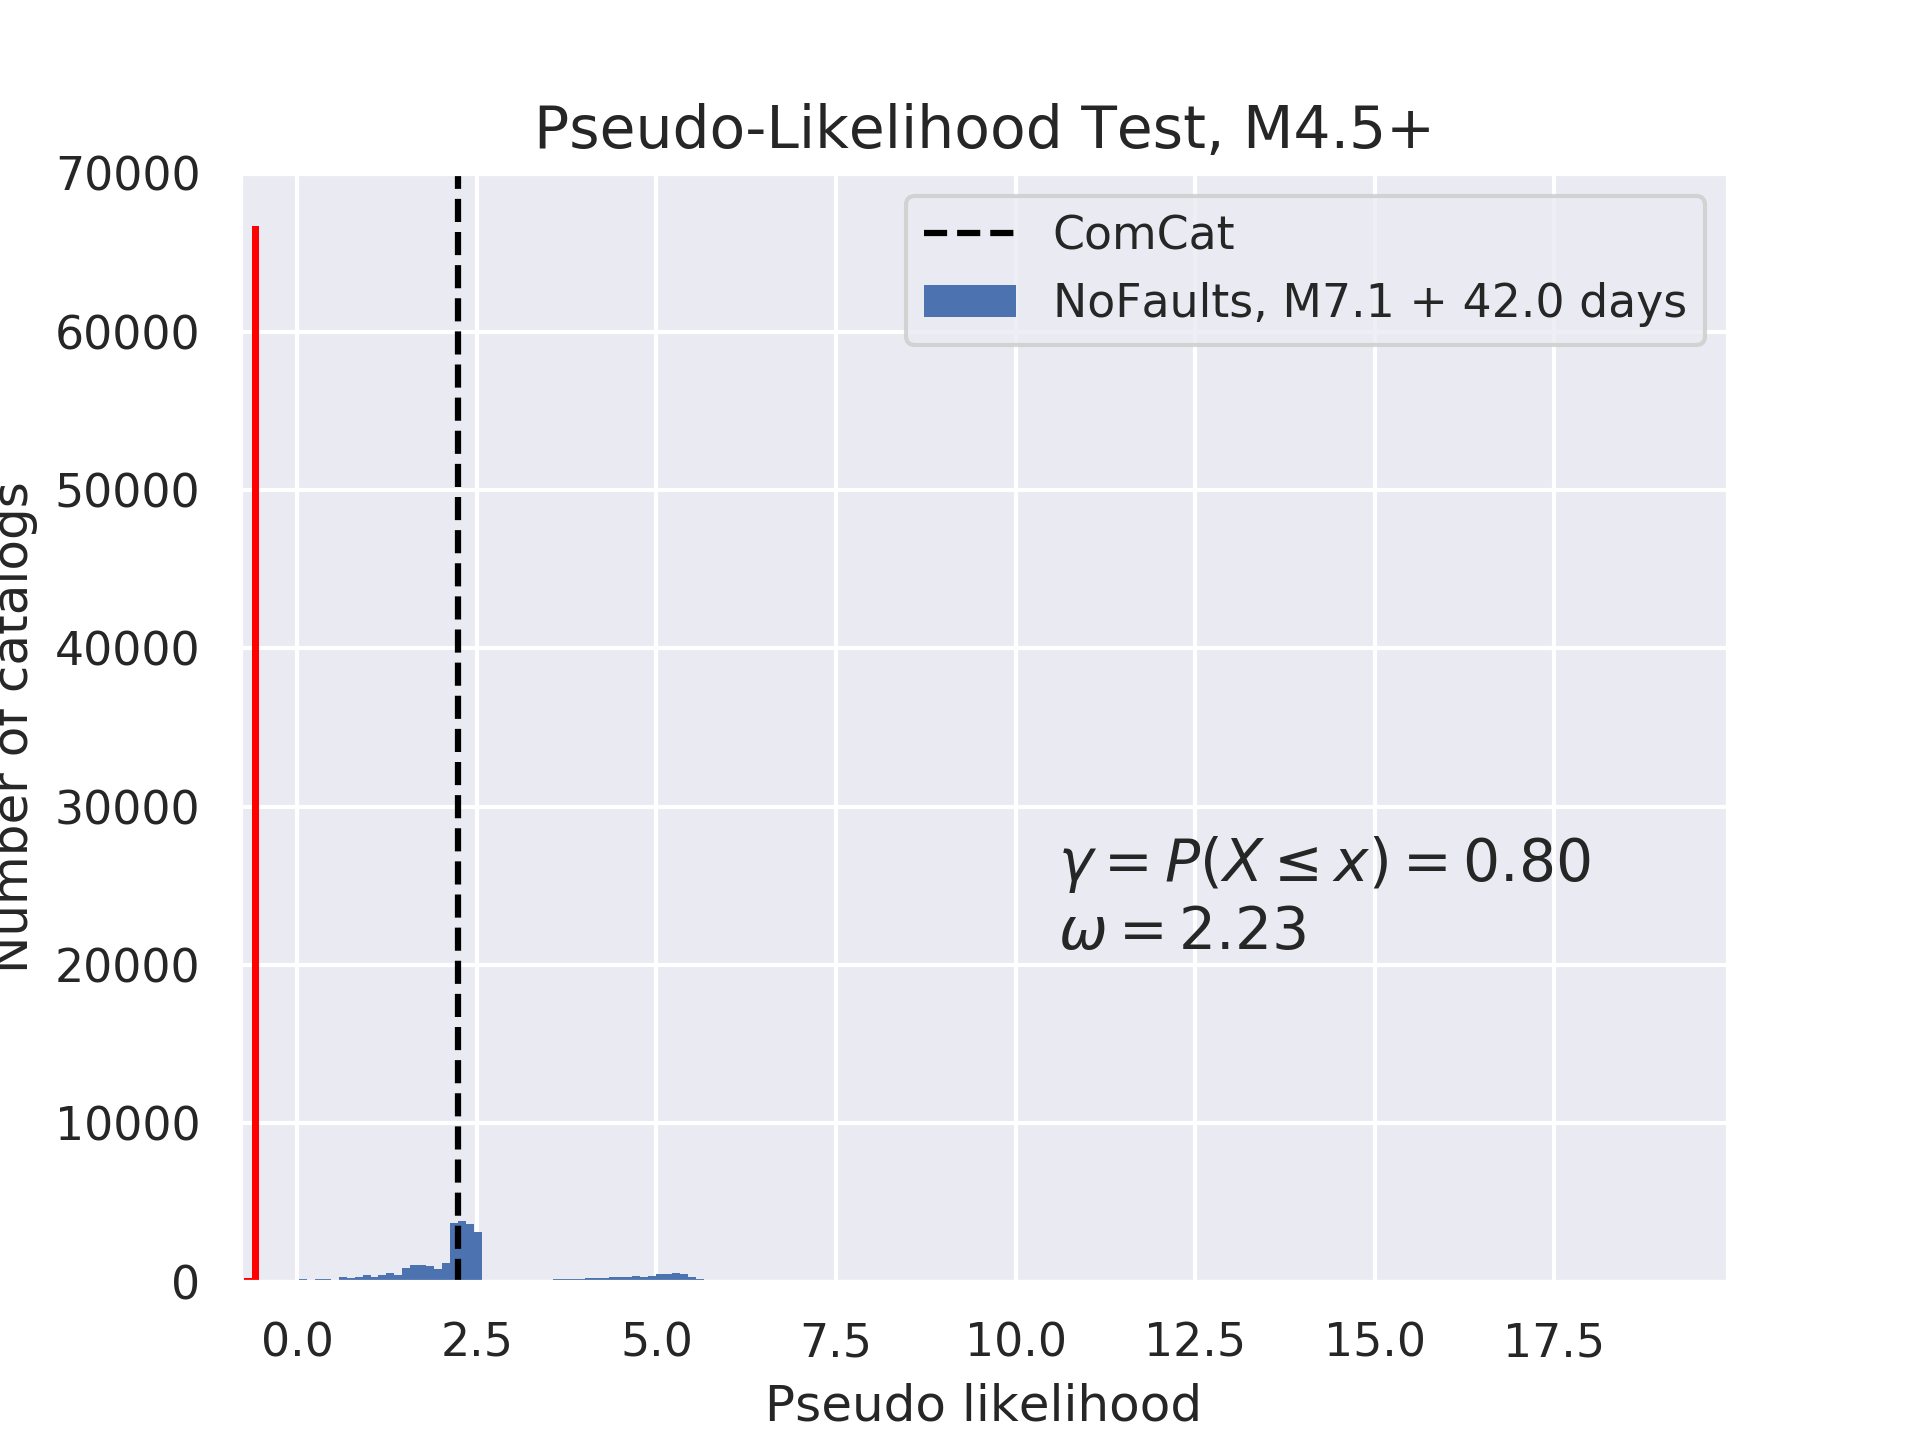 Pseudo-Likelihood Test, M4.5+
70000
60000
50000
40000
30000
20000
10000
0
Number of catalogs
ComCat
NoFaults, M7.1 + 42.0 days
γ = P(X ≤ x) = 0.80
ω = 2.23
0.0 2.5 5.0 7.5 10.0 12.5 15.0 17.5
Pseudo likelihood